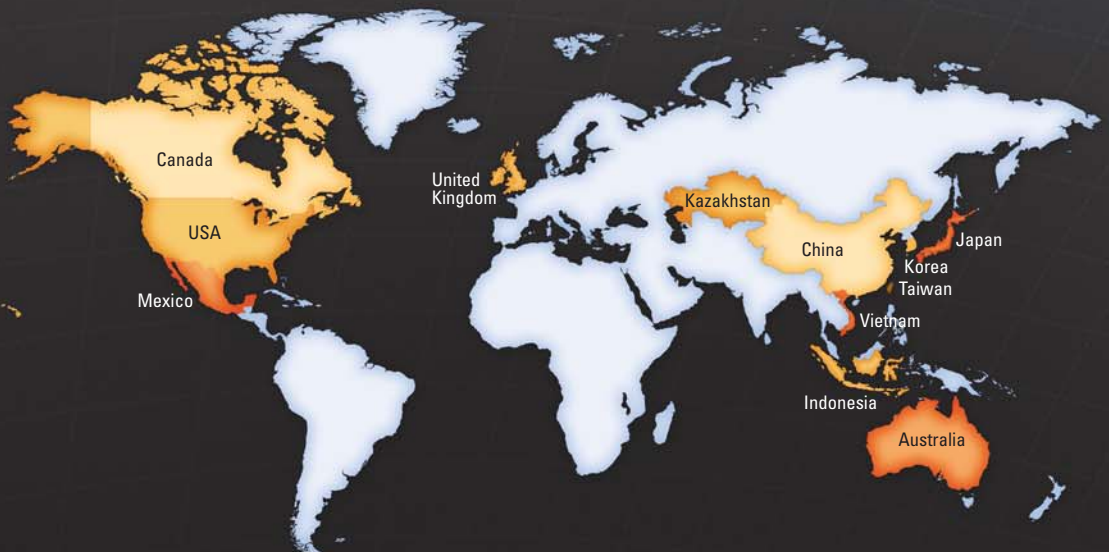 Canada
USA
Mexico
United
Kingdom
Kazakhstan
China
Japan
Korea
Taiwan
Vietnam
Indonesia
Australia